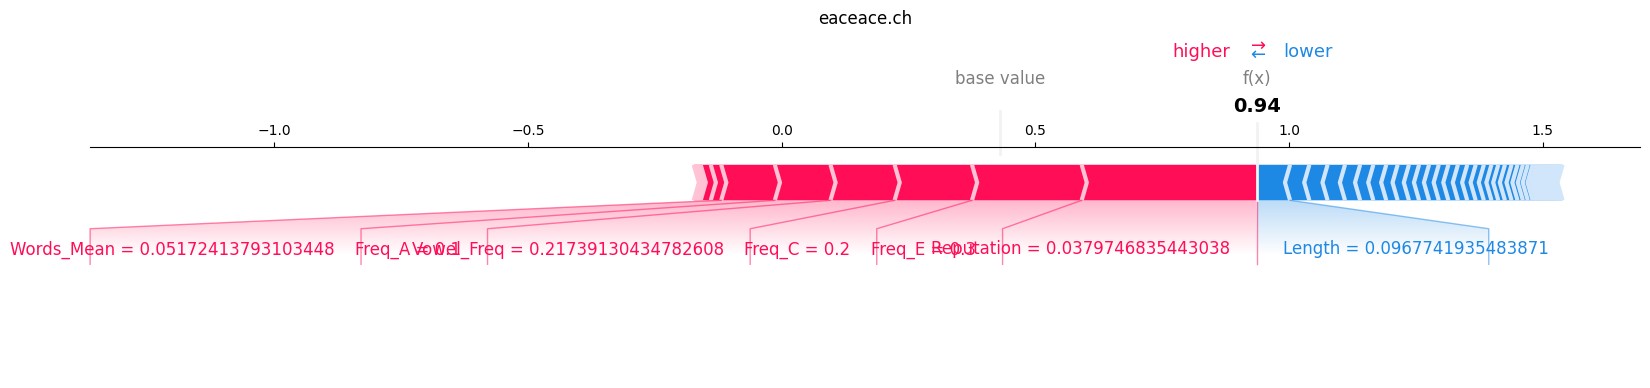 eaceace.ch
higher ⇄ lower
base value f(x)
0.94
−1.0 −0.5 0.0 0.5 1.0 1.5
Words_Mean = 0.05172413793103448 Freq_A = 0.1 Vowel_Freq = 0.21739130434782608 Freq_C = 0.2 Freq_E = 0.3 Reputation = 0.0379746835443038 Length = 0.0967741935483871